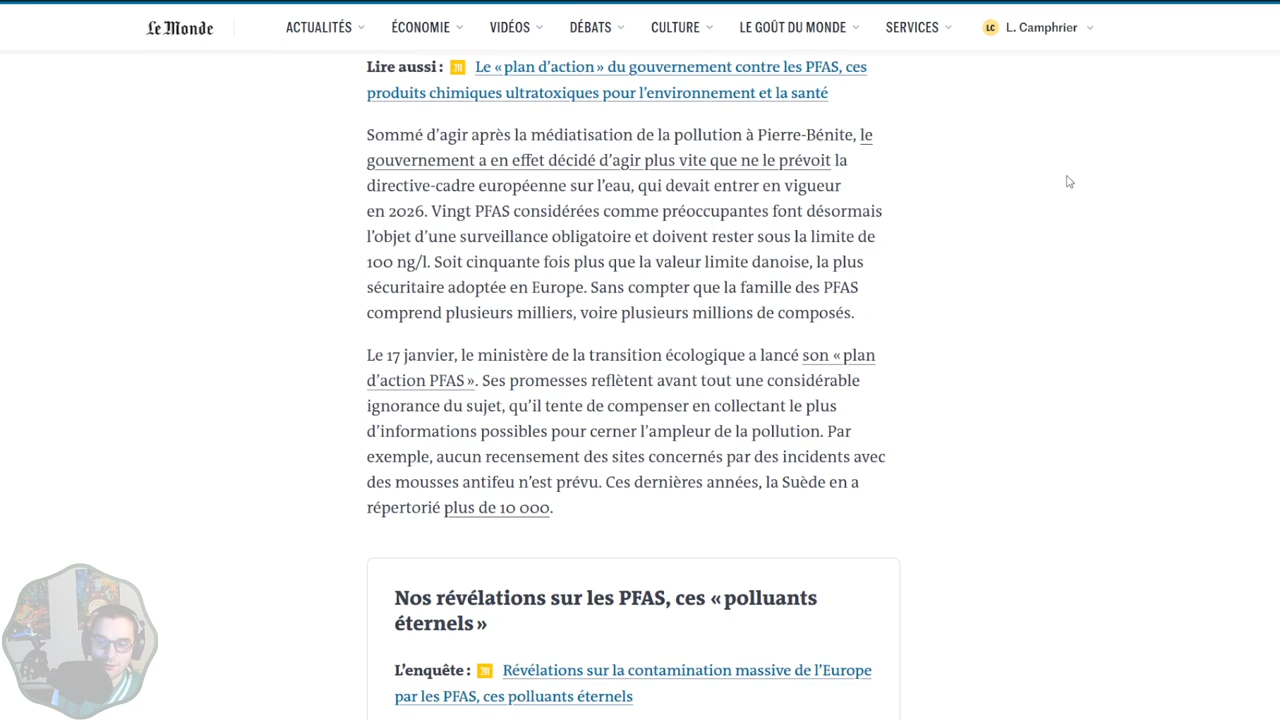 Le Monde
ACTUALITÉS ÉCONOMIE VIDÉOS DÉBATS CULTURE LE GOÛT DU MONDE SERVICES LC L. Camphrier
Lire aussi : M Le « plan d’action » du gouvernement contre les PFAS, ces
produits chimiques ultratoxiques pour l’environnement et la santé
Sommé d’agir après la médiatisation de la pollution à Pierre-Bénite, le
gouvernement a en effet décidé d’agir plus vite que ne le prévoit la
directive-cadre européenne sur l’eau, qui devait entrer en vigueur
en 2026. Vingt PFAS considérées comme préoccupantes font désormais
l’objet d’une surveillance obligatoire et doivent rester sous la limite de
100 ng/l. Soit cinquante fois plus que la valeur limite danoise, la plus
sécuritaire adoptée en Europe. Sans compter que la famille des PFAS
comprend plusieurs milliers, voire plusieurs millions de composés.
Le 17 janvier, le ministère de la transition écologique a lancé son « plan
d’action PFAS ». Ses promesses reflètent avant tout une considérable
ignorance du sujet, qu’il tente de compenser en collectant le plus
d’informations possibles pour cerner l’ampleur de la pollution. Par
exemple, aucun recensement des sites concernés par des incidents avec
des mousses antifeu n’est prévu. Ces dernières années, la Suède en a
répertorié plus de 10 000.
Nos révélations sur les PFAS, ces « polluants
éternels »
L’enquête : M Révélations sur la contamination massive de l’Europe
par les PFAS, ces polluants éternels